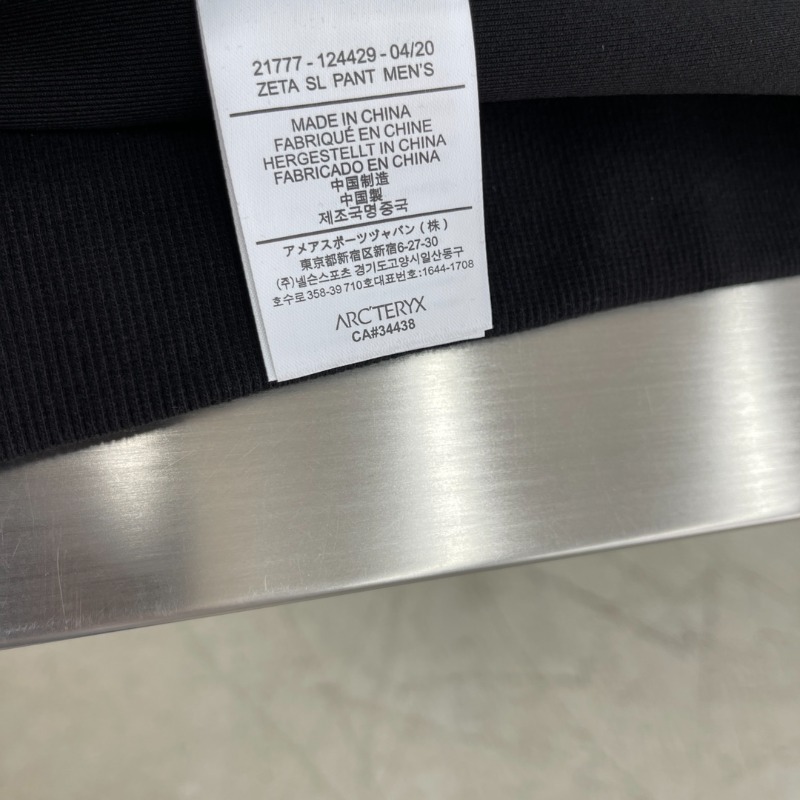 21777 - 124429 - 04/20
ZETA SL PANT MEN'S
MADE IN CHINA
FABRIQUÉ EN CHINE
HERGESTELLT IN CHINA
FABRICADO EN CHINA
中国制造
中国製
제조국명중국
アメアスポーツヅャパン ( 株 )
東京都新宿区新宿6-27-30
(주)넬슨스포츠 경기도고양시일산동구
호수로 358-39 710호대표번호:1644-1708
ARC'TERYX
CA#34438